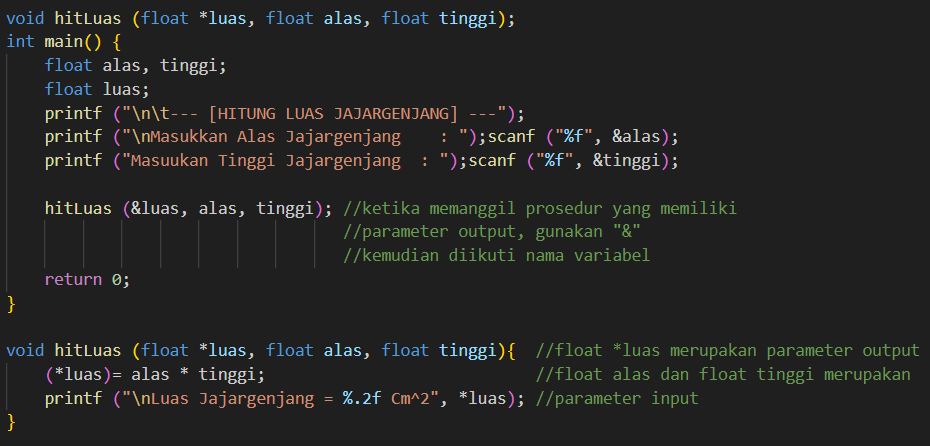 void hitLuas (float *luas, float alas, float tinggi);
int main() {
    float alas, tinggi;
    float luas;
    printf ("\n\t--- [HITUNG LUAS JAJARGENJANG] ---");
    printf ("\nMasukkan Alas Jajargenjang    : ");scanf ("%f", &alas);
    printf ("Masuukan Tinggi Jajargenjang  : ");scanf ("%f", &tinggi);
    hitLuas (&luas, alas, tinggi); //ketika memanggil prosedur yang memiliki
                                   //parameter output, gunakan "&"
                                   //kemudian diikuti nama variabel
    return 0;
}
void hitLuas (float *luas, float alas, float tinggi){  //float *luas merupakan parameter output
    (*luas)= alas * tinggi;                            //float alas dan float tinggi merupakan
    printf ("\nLuas Jajargenjang = %.2f Cm^2", *luas); //parameter input
}